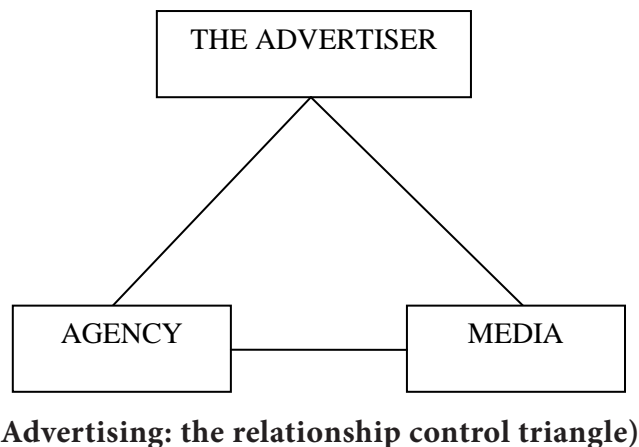 THE ADVERTISER
AGENCY
MEDIA
Advertising: the relationship control triangle)